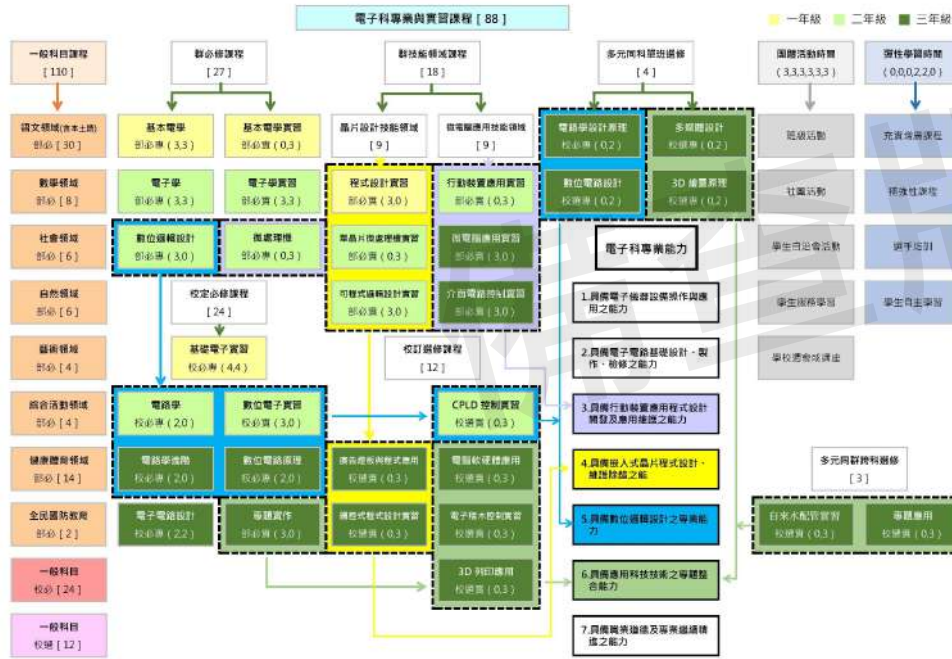 電子科專業與實習課程 [ 88 ]
一年級
二年級
三年級
一般科目課程
[ 110 ]
群必修課程
[ 27 ]
群技能領域課程
[ 18 ]
多元同科單班選修
[ 4 ]
團體活動時間
(3,3,3,3,3,3)
彈性學習時間
(0,0,0,2,2,0)
語文領域(含本土語)
部必 [ 30 ]
基本電學
部必專 (3,3)
基本電學實習
部必實 (0,3)
晶片設計技能領域
[ 9 ]
微電腦應用技能領域
[ 9 ]
電路學設計原理
校必專 (0,2)
多媒體設計
校選專 (0,2)
班級活動
數學領域
部必 [ 8 ]
電子學
部必專 (3,3)
電子學實習
部必實 (3,3)
程式設計實習
部必實 (3,0)
行動裝置應用實習
部必實 (0,3)
數位電路設計
校選專 (0,2)
3D 繪圖原理
校選專 (0,2)
社團活動
補強性課程
社會領域
部必 [ 6 ]
數位邏輯設計
部必專 (3,0)
微處理機
部必專 (0,3)
單晶片微處理機實習
部必實 (0,3)
微電腦應用實習
部必實 (3,0)
電子科專業能力
學生自治會活動
選手培訓
自然領域
部必 [ 6 ]
校定必修課程
[ 24 ]
可程式邏輯設計實習
部必實 (3,0)
介面電路控制實習
部必實 (3,0)
1.具備電子儀器設備操作與應
用之能力
學生服務學習
學生自主學習
藝術領域
部必 [ 4 ]
基礎電子實習
校必專 (4,4)
校訂選修課程
[ 12 ]
2.具備電子電路基礎設計、製
作、檢修之能力
學校週會或講座
綜合活動領域
部必 [ 4 ]
電路學
校必專 (2,0)
數位電子實習
校必實 (3,0)
CPLD 控制實習
校選實 (0,3)
3.具備行動裝置應用程式設計
開發及應用維護之能力
健康體育領域
部必 [ 14 ]
電路學進階
校必專 (2,0)
數位電路原理
校必專 (2,0)
廣告燈板與程式應用
校選實 (0,3)
電腦軟硬體應用
校選實 (0,3)
4.具備嵌入式晶片程式設計、
維護除錯之能
多元同群跨科選修
[ 3 ]
全民國防教育
部必 [ 2 ]
電子電路設計
校必專 (2,2)
專題實作
部必實 (3,0)
校選實 (0,3)
電子積木控制實習
校選實 (0,3)
5.具備數位邏輯設計之專業能
力
自來水配管實習
校選實 (0,3)
專題應用
校選實 (0,3)
一般科目
校必 [ 24 ]
3D 列印應用
校選實 (0,3)
6.具備應用科技技術之專題整
合能力
一般科目
校選 [ 12 ]
7.具備職業道德及專業繼續精
進之能力